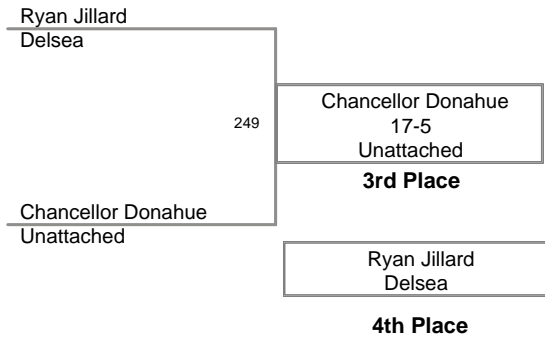 Ryan Jillard
Delsea
249
Chancellor Donahue
17-5
Unattached
3rd Place
Chancellor Donahue
Unattached
Ryan Jillard
Delsea
4th Place